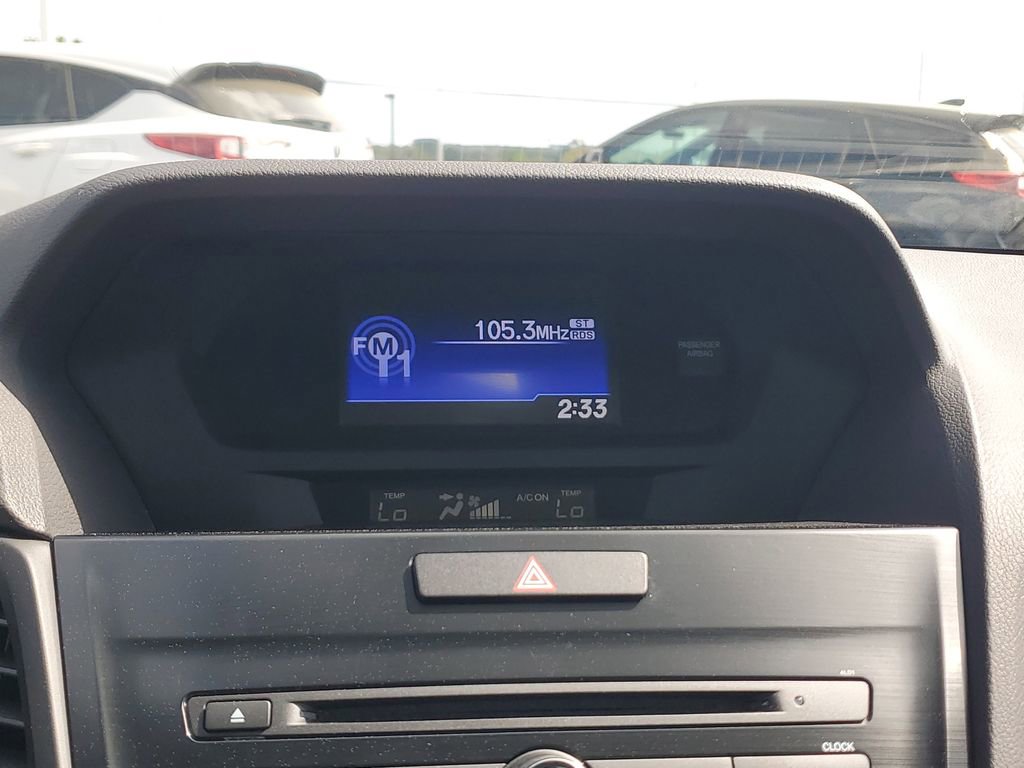 105.3MHz ST
RDS
FM1
2:33
PASSENGER
AIRBAG
TEMP
Lo
A/C ON
TEMP
Lo
CLOCK